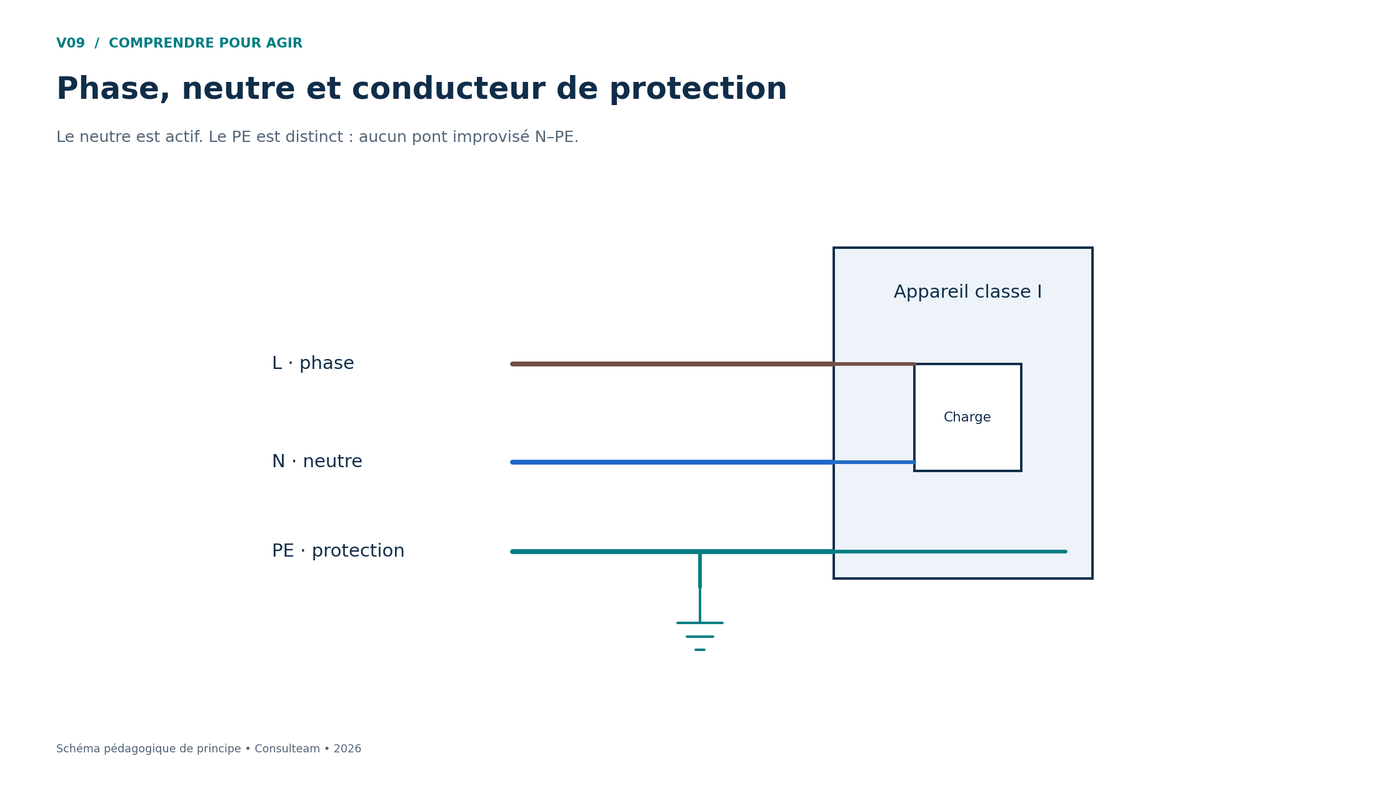 V09 / COMPRENDRE POUR AGIR
Phase, neutre et conducteur de protection
Le neutre est actif. Le PE est distinct : aucun pont improvisé N–PE.
Appareil classe I
L · phase
Charge
N · neutre
PE · protection
Schéma pédagogique de principe • Consulteam • 2026